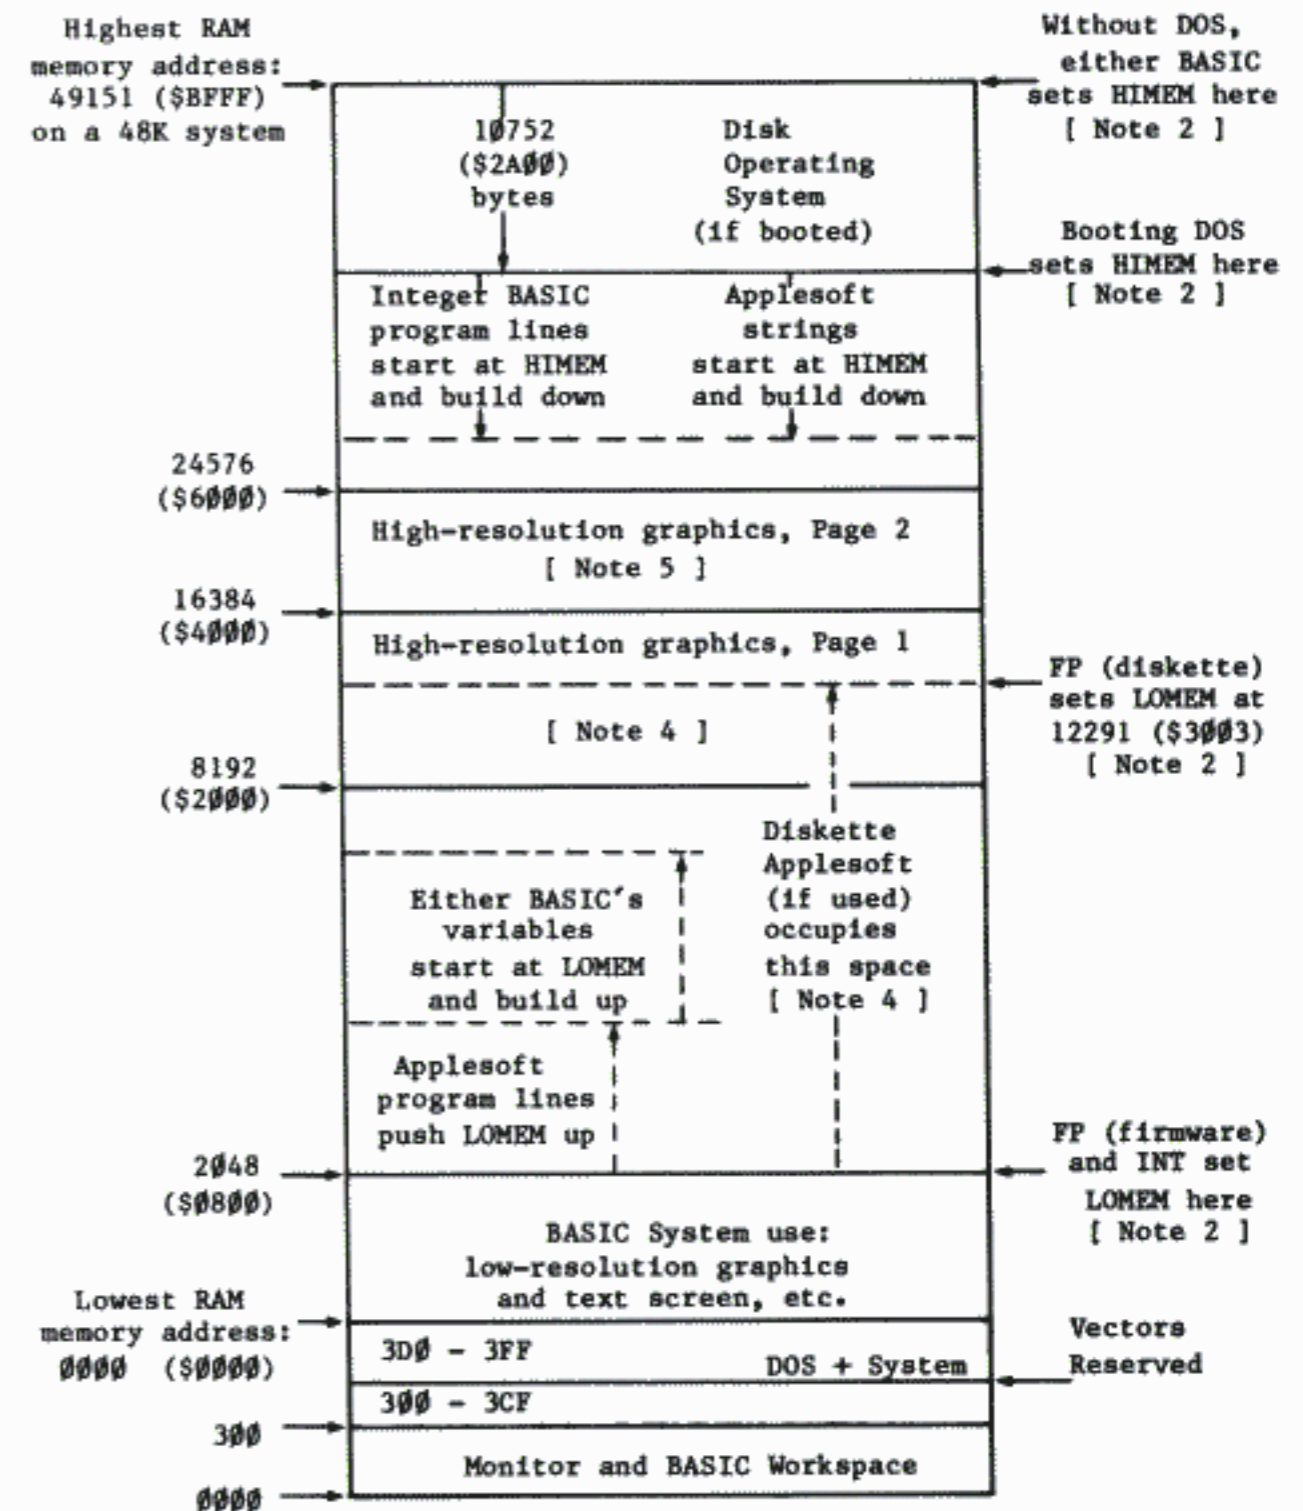 Highest RAM
memory address:
49151 ($BFFF)
on a 48K system
Without DOS,
either BASIC
sets HIMEM here
[ Note 2 ]
10752
($2A00)
bytes
Disk
Operating
System
(if booted)
Booting DOS
sets HIMEM here
[ Note 2 ]
Integer BASIC
program lines
start at HIMEM
and build down
Applesoft
strings
start at HIMEM
and build down
24576
($6000)
High-resolution graphics, Page 2
[ Note 5 ]
16384
($4000)
High-resolution graphics, Page 1
FP (diskette)
sets LOMEM at
12291 ($3003)
[ Note 2 ]
[ Note 4 ]
8192
($2000)
Diskette
Applesoft
(if used)
occupies
this space
[ Note 4 ]
Either BASIC's
variables
start at LOMEM
and build up
Applesoft
program lines
push LOMEM up
2048
($0800)
FP (firmware)
and INT set
LOMEM here
[ Note 2 ]
BASIC System use:
low-resolution graphics
and text screen, etc.
Lowest RAM
memory address:
0000 ($0000)
3D0 - 3FF
DOS + System
Vectors
Reserved
300 - 3CF
300
Monitor and BASIC Workspace
0000